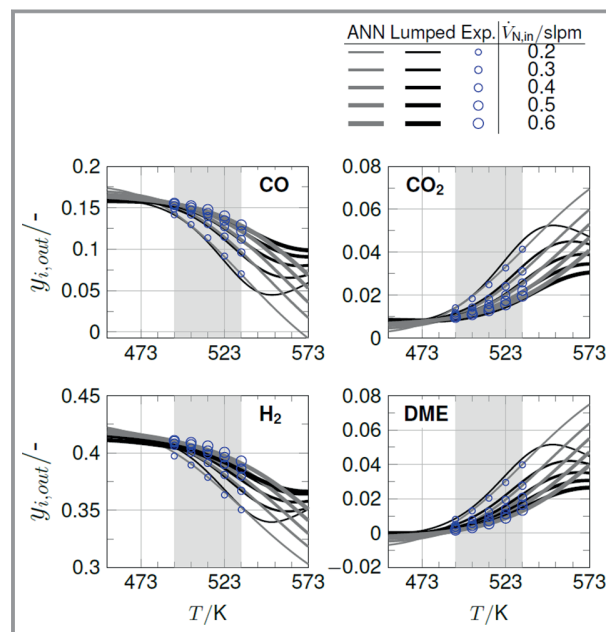 ANN Lumped Exp. V̇N,in/slpm
0.2
0.3
0.4
0.5
0.6
CO
0.2
0.15
0.1
0.05
0
473 523 573
yi,out/-
CO2
0.08
0.06
0.04
0.02
0
473 523 573
H2
0.45
0.4
0.35
0.3
473 523 573
yi,out/-
T/K
DME
0.08
0.06
0.04
0.02
0
−0.02
473 523 573
T/K